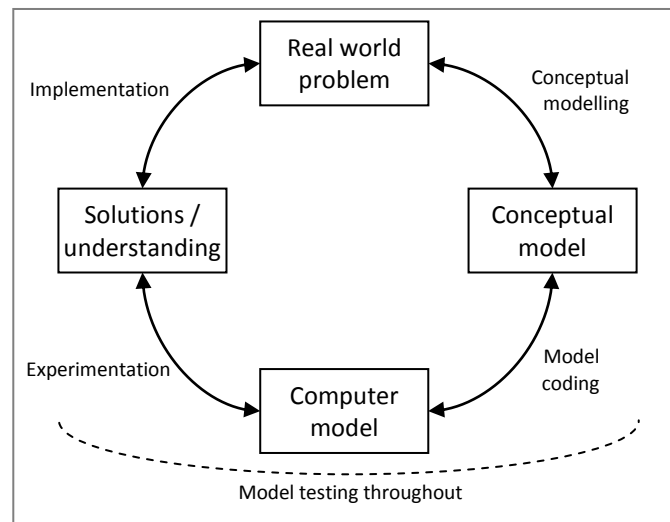 Real world
problem
Implementation
Conceptual
modelling
Solutions /
understanding
Conceptual
model
Experimentation
Model
coding
Computer
model
Model testing throughout